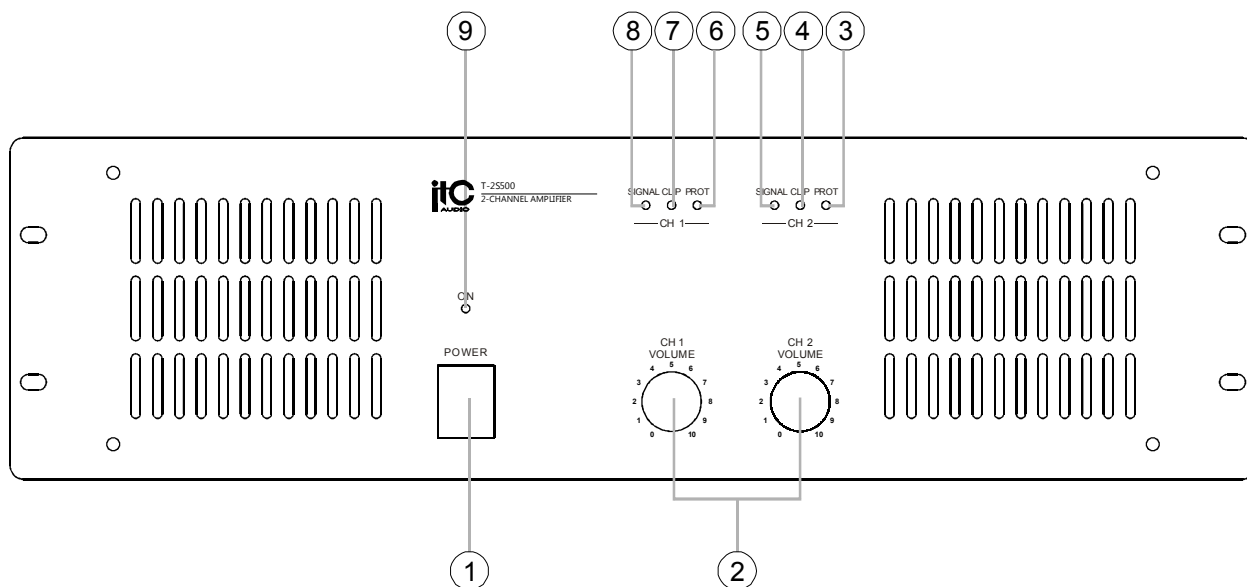 9 8 7 6 5 4 3
itc AUDIO
T-2S500
2-CHANNEL AMPLIFIER
SIGNAL CLIP PROT
CH 1
SIGNAL CLIP PROT
CH 2
ON
POWER
CH 1
VOLUME
0 1 2 3 4 5 6 7 8 9 10
CH 2
VOLUME
0 1 2 3 4 5 6 7 8 9 10
1 2